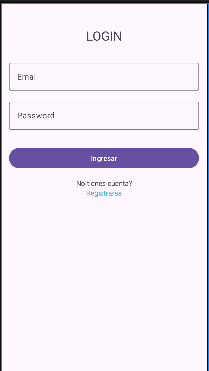 LOGIN
Email
Password
Ingresar
No tienes cuenta?
Registrarse